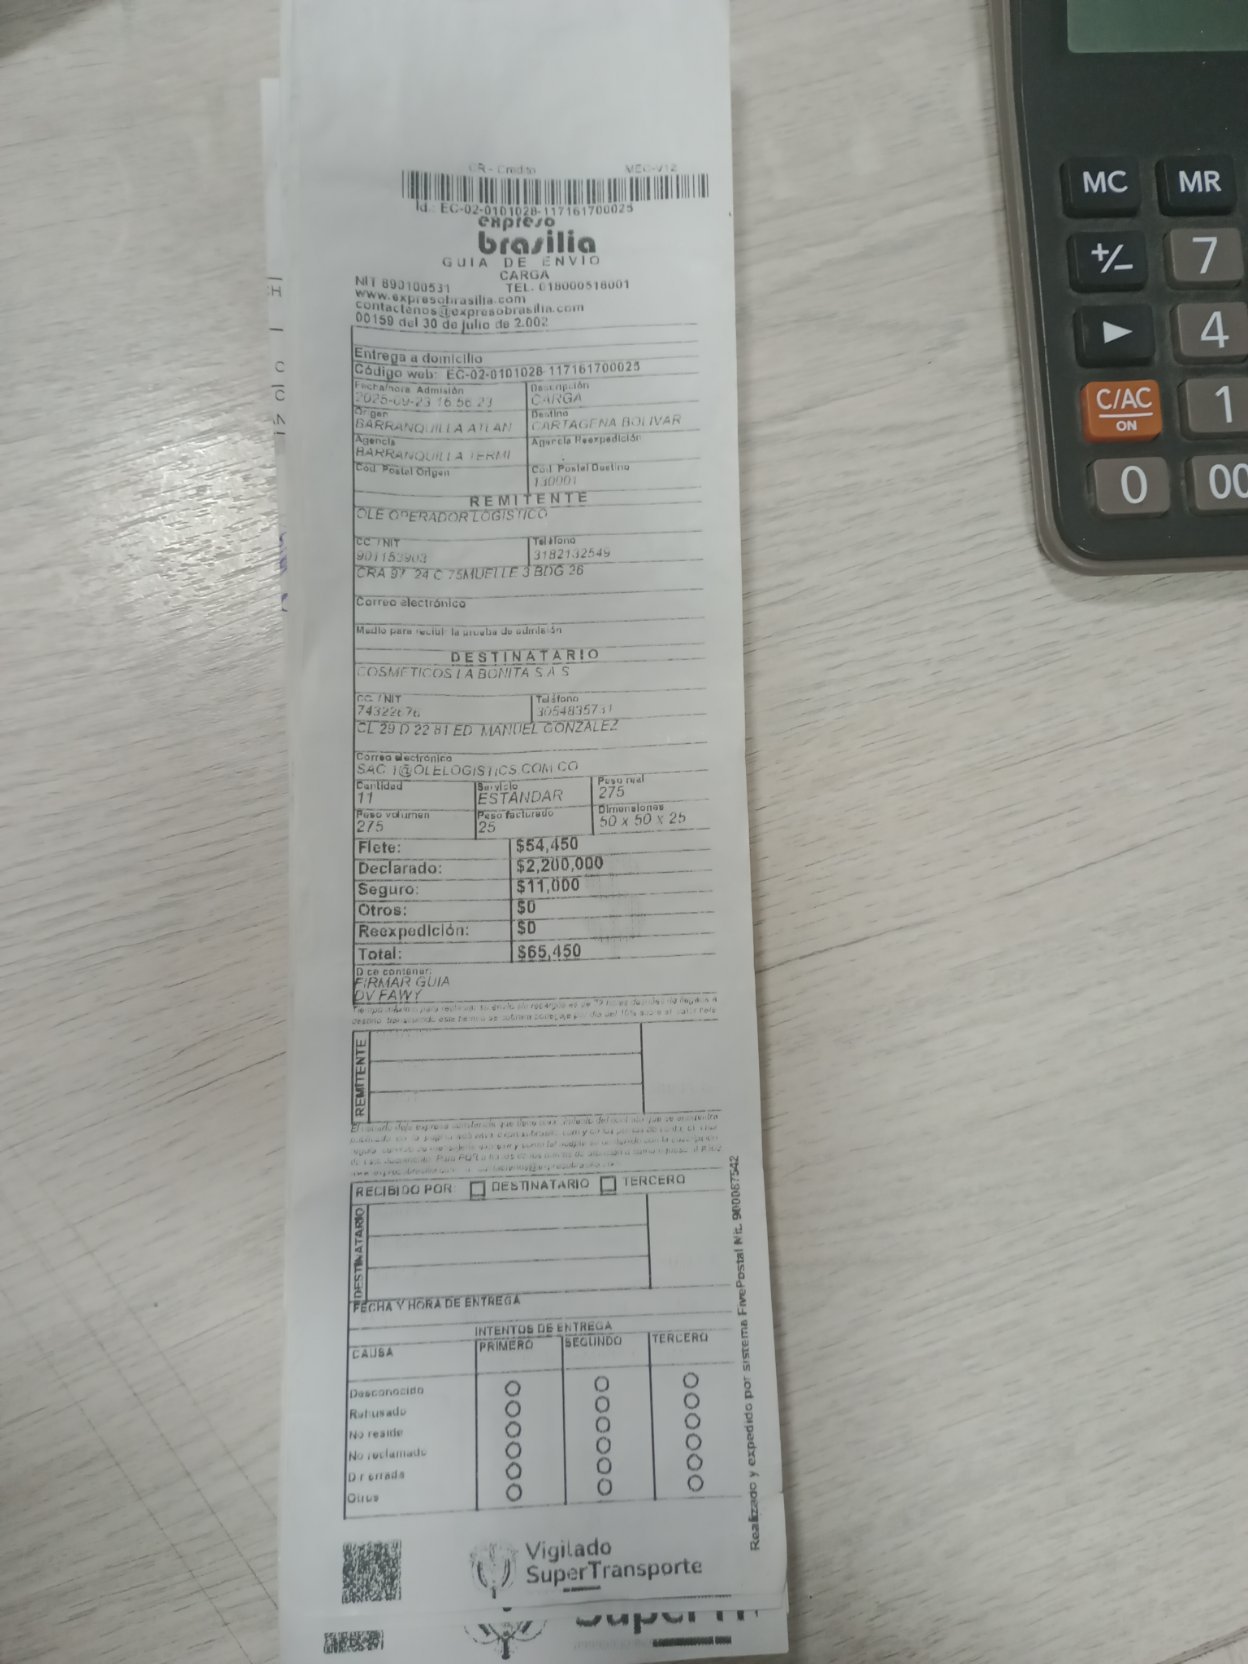 CR - Credito MEC-V12
Id.: EC-02-0101028-117161700025
expreso
brasilia
GUIA DE ENVIO
CARGA
NIT 890100531 TEL. 018000518001
www.expresobrasilia.com
contactenos@expresobrasilia.com
00159 del 30 de julio de 2.002
Entrega a domicilio
Código web: EC-02-0101028-117161700025
Fecha/hora Admisión Descripción
2025-09-23 16:56:23 CARGA
Origen Destino
BARRANQUILLA ATLAN CARTAGENA BOLIVAR
Agencia Agencia Reexpedición
BARRANQUILLA TERMI
Cód. Postal Origen Cód. Postal Destino
130001
REMITENTE
OLE OPERADOR LOGISTICO
CC. / NIT Teléfono
901153903 3182132549
CRA 97 24 C 75MUELLE 3 BDG 26
Correo electrónico
Medio para recibir la prueba de admisión
DESTINATARIO
COSMETICOS LA BONITA S A S
CC. / NIT Teléfono
CL 29 D 22 81 ED MANUEL GONZALEZ
Correo electrónico
SAC.1@OLELOGISTICS.COM.CO
Cantidad Servicio Peso real
11 ESTANDAR 275
Peso volumen Peso facturado Dimensiones
275 25 50 x 50 x 25
Flete: $54,450
Declarado: $2,200,000
Seguro: $11,000
Otros: $0
Reexpedición: $0
Total: $65,450
Dice contener:
FIRMAR GUIA
DV FAWY
REMITENTE
RECIBIDO POR: DESTINATARIO TERCERO
DESTINATARIO
FECHA Y HORA DE ENTREGA
INTENTOS DE ENTREGA
CAUSA PRIMERO SEGUNDO TERCERO
Desconocido
Rehusado
No reside
No reclamado
Dir errada
Otros
Realizado y expedido por sistema FivePostal Nit. 900087542
Vigilado
SuperTransporte
MC MR
+/− 7
4
C/AC
ON
1
0 00